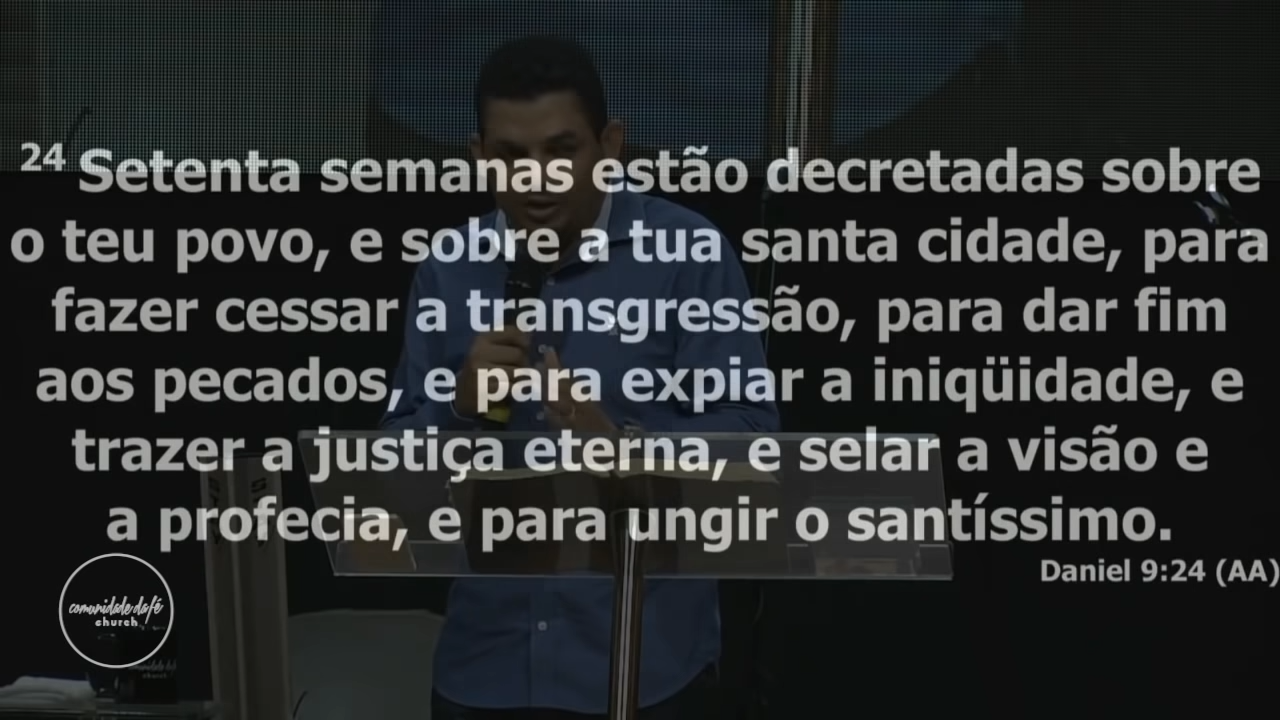 24 Setenta semanas estão decretadas sobre
o teu povo, e sobre a tua santa cidade, para
fazer cessar a transgressão, para dar fim
aos pecados, e para expiar a iniqüidade, e
trazer a justiça eterna, e selar a visão e
a profecia, e para ungir o santíssimo.
Daniel 9:24 (AA)
comunidade da fé
church